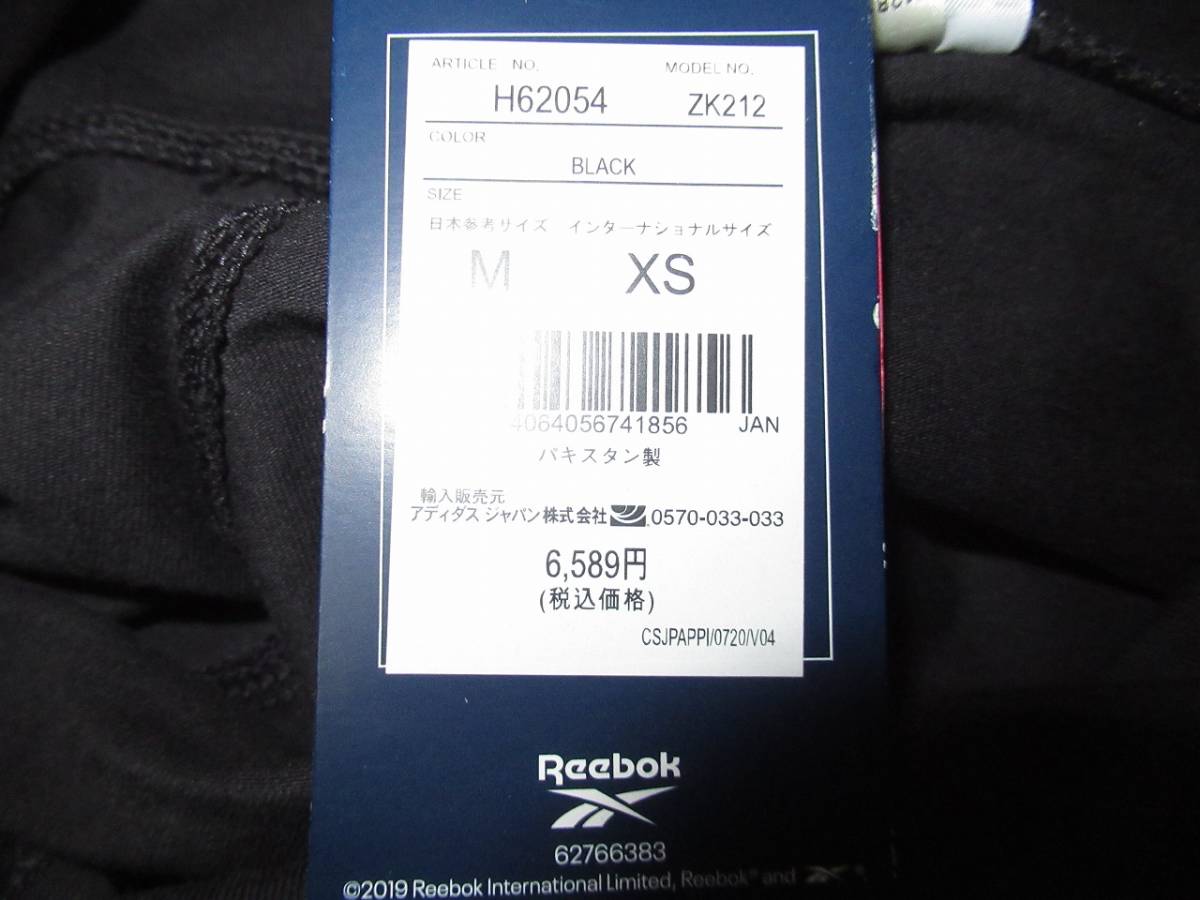 ARTICLE NO. MODEL NO.
H62054 ZK212
COLOR
BLACK
SIZE
日本参考サイズ インターナショナルサイズ
M XS
4064056741856 JAN
パキスタン製
輸入販売元
アディダス ジャパン株式会社 0570-033-033
6,589円
(税込価格)
CSJPAPPI/0720/V04
Reebok
62766383
©2019 Reebok International Limited, Reebok® and